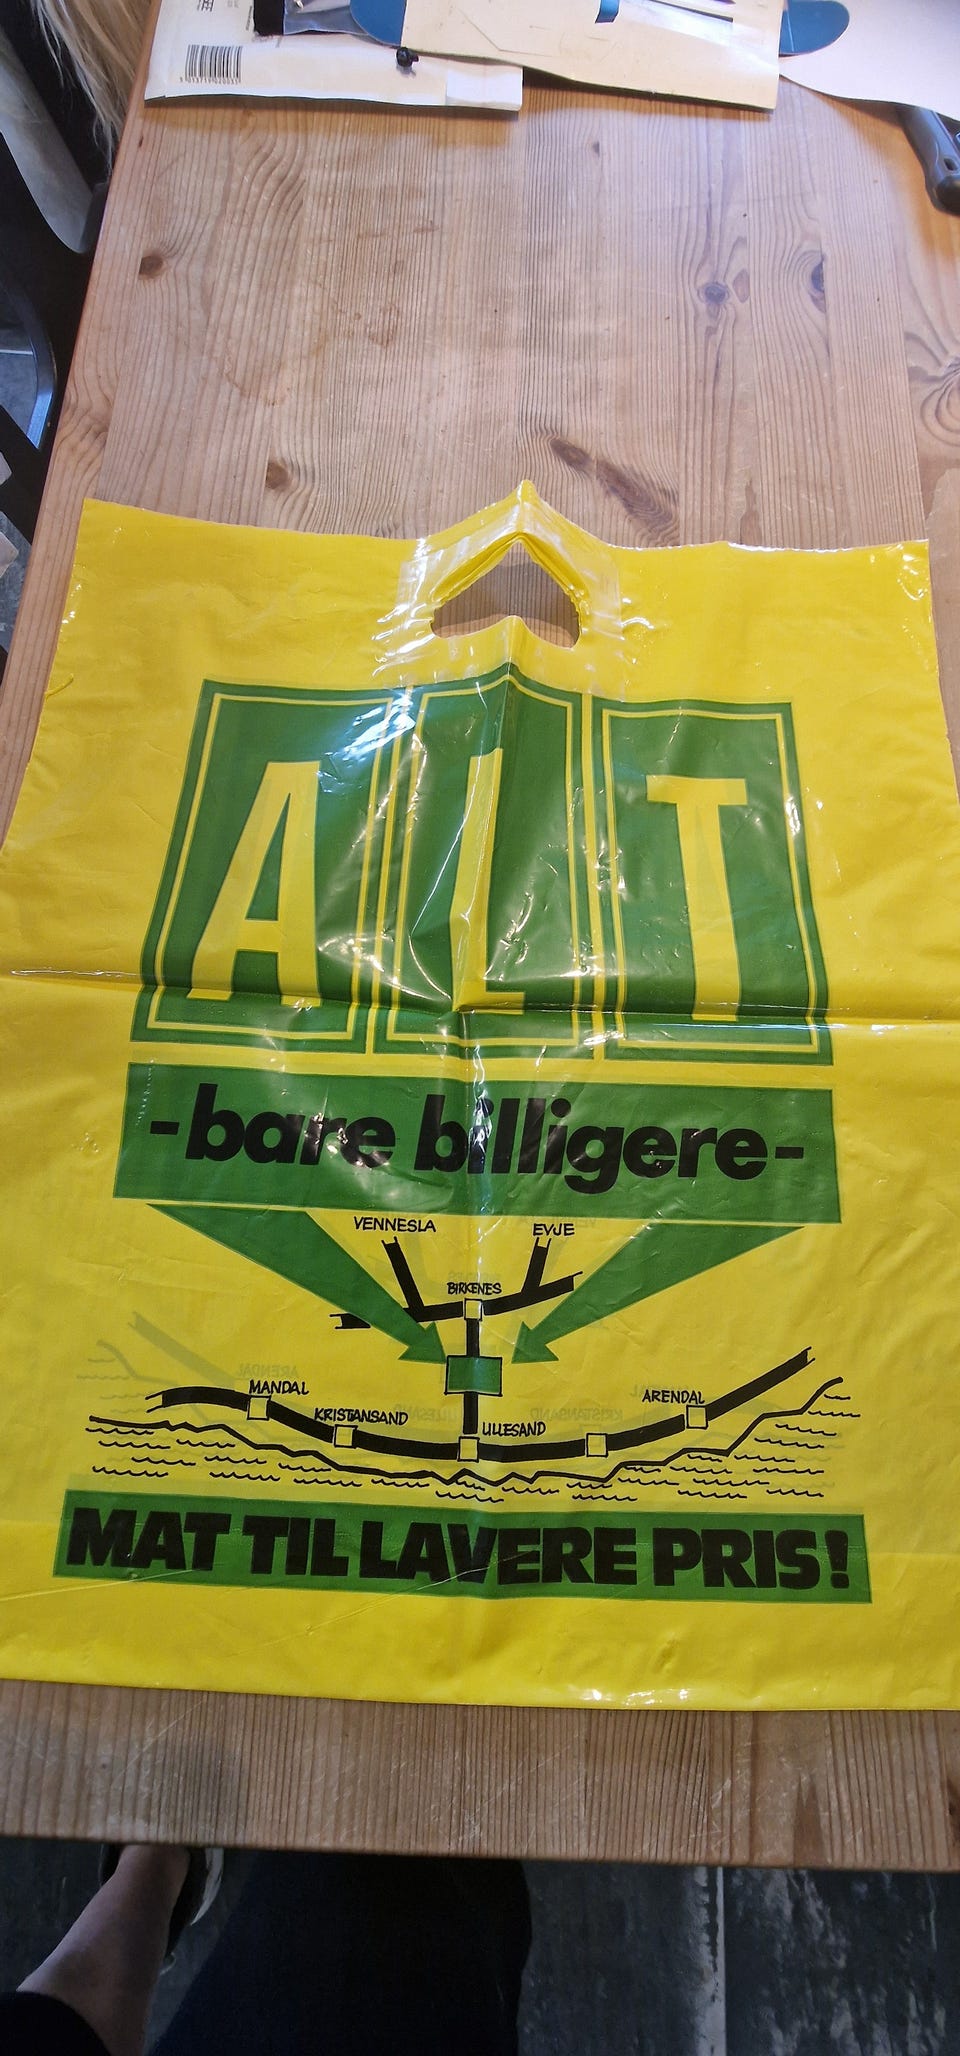 ALT
-bare billigere-
VENNESLA
EVJE
BIRKENES
MANDAL
KRISTANSAND
LILLESAND
ARENDAL
MAT TIL LAVERE PRIS!